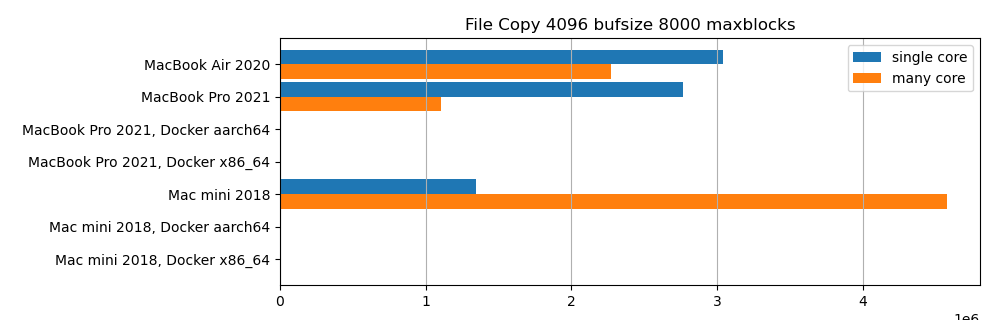 File Copy 4096 bufsize 8000 maxblocks
MacBook Air 2020
MacBook Pro 2021
MacBook Pro 2021, Docker aarch64
MacBook Pro 2021, Docker x86_64
Mac mini 2018
Mac mini 2018, Docker aarch64
Mac mini 2018, Docker x86_64
single core
many core
0 1 2 3 4
1e6